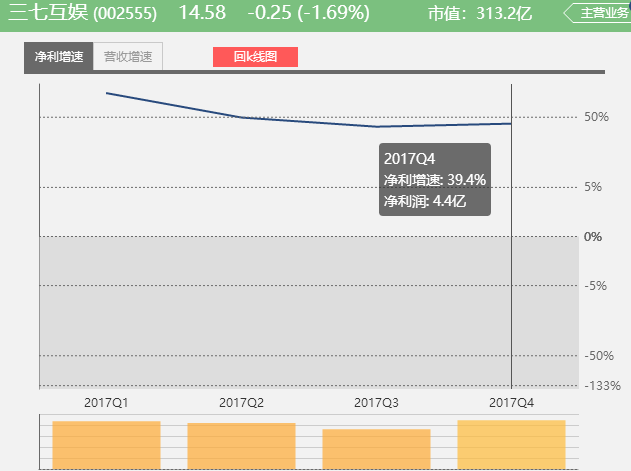 三七互娱 (002555) 14.58 -0.25 (-1.69%) 市值：313.2亿 主营业务
净利增速 营收增速 回k线图
50%
2017Q4
净利增速: 39.4%
5%
净利润: 4.4亿
0%
-5%
-50%
-133%
2017Q1 2017Q2 2017Q3 2017Q4